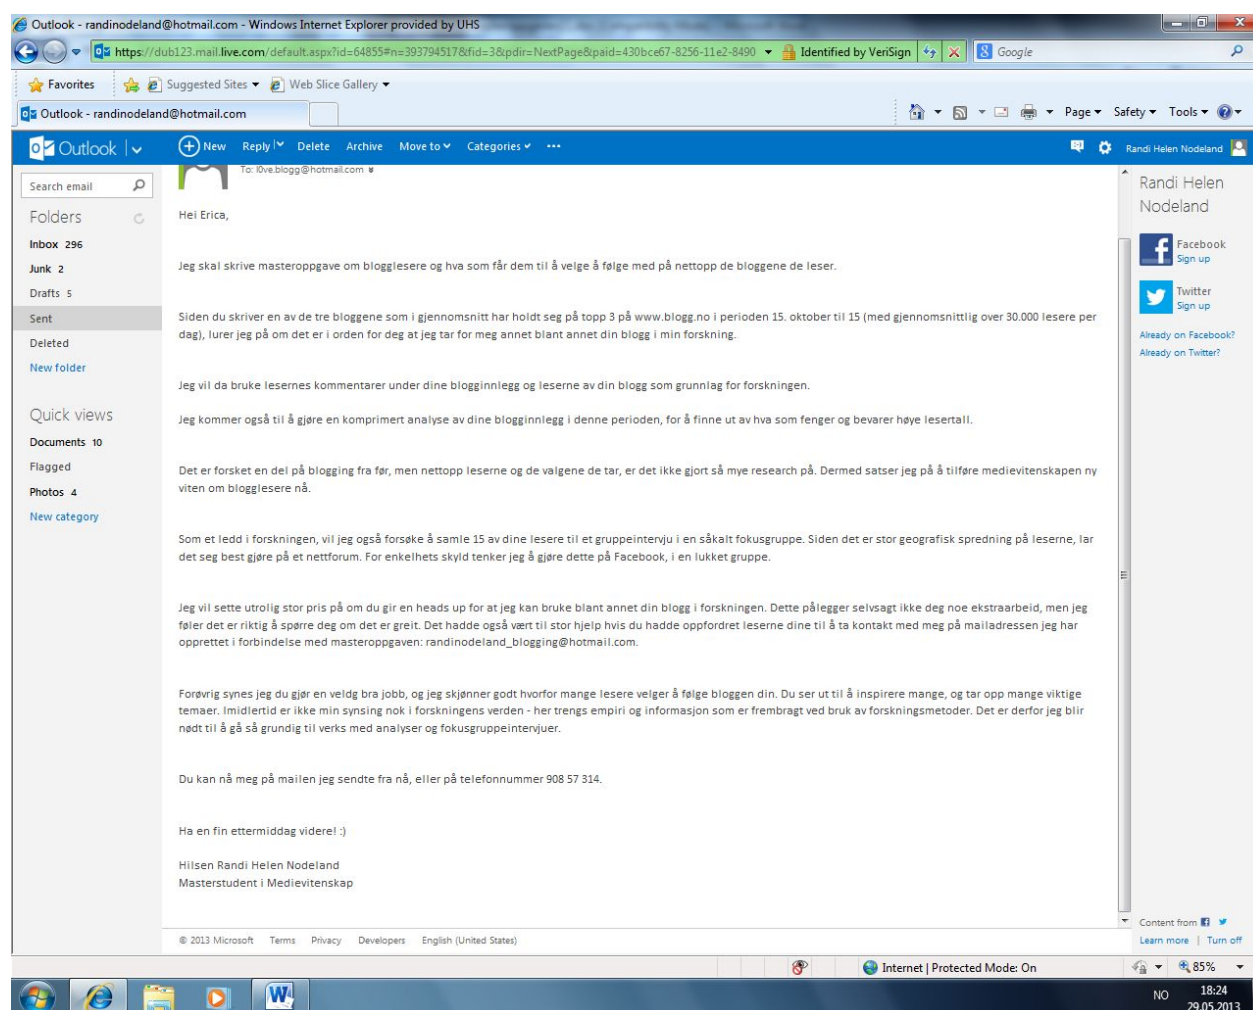 Outlook - randinodeland@hotmail.com - Windows Internet Explorer provided by UHS
https://dub123.mail.live.com/default.aspx?id=64855#n=393794517&fid=3&pdir=NextPage&paid=430bce67-8256-11e2-8490
Identified by VeriSign
Google
Favorites
Suggested Sites
Web Slice Gallery
Outlook - randinodeland@hotmail.com
Page
Safety
Tools
Outlook
New
Reply
Delete
Archive
Move to
Categories
Randi Helen Nodeland
Search email
Folders
Inbox 296
Junk 2
Drafts 5
Sent
Deleted
New folder
Quick views
Documents 10
Flagged
Photos 4
New category
To: l0ve.blogg@hotmail.com
Hei Erica,
Jeg skal skrive masteroppgave om blogglesere og hva som får dem til å velge å følge med på nettopp de bloggene de leser.
Siden du skriver en av de tre bloggene som i gjennomsnitt har holdt seg på topp 3 på www.blogg.no i perioden 15. oktober til 15 (med gjennomsnittlig over 30.000 lesere per
dag), lurer jeg på om det er i orden for deg at jeg tar for meg annet blant annet din blogg i min forskning.
Jeg vil da bruke lesernes kommentarer under dine blogginnlegg og leserne av din blogg som grunnlag for forskningen.
Jeg kommer også til å gjøre en komprimert analyse av dine blogginnlegg i denne perioden, for å finne ut av hva som fenger og bevarer høye lesertall.
Det er forsket en del på blogging fra før, men nettopp leserne og de valgene de tar, er det ikke gjort så mye research på. Dermed satser jeg på å tilføre medievitenskapen ny
viten om blogglesere nå.
Som et ledd i forskningen, vil jeg også forsøke å samle 15 av dine lesere til et gruppeintervju i en såkalt fokusgruppe. Siden det er stor geografisk spredning på leserne, lar
det seg best gjøre på et nettforum. For enkelhets skyld tenker jeg å gjøre dette på Facebook, i en lukket gruppe.
Jeg vil sette utrolig stor pris på om du gir en heads up for at jeg kan bruke blant annet din blogg i forskningen. Dette pålegger selvsagt ikke deg noe ekstraarbeid, men jeg
føler det er riktig å spørre deg om det er greit. Det hadde også vært til stor hjelp hvis du hadde oppfordret leserne dine til å ta kontakt med meg på mailadressen jeg har
opprettet i forbindelse med masteroppgaven: randinodeland_blogging@hotmail.com.
Forøvrig synes jeg du gjør en veldg bra jobb, og jeg skjønner godt hvorfor mange lesere velger å følge bloggen din. Du ser ut til å inspirere mange, og tar opp mange viktige
temaer. Imidlertid er ikke min synsing nok i forskningens verden - her trengs empiri og informasjon som er frembragt ved bruk av forskningsmetoder. Det er derfor jeg blir
nødt til å gå så grundig til verks med analyser og fokusgruppeintervjuer.
Du kan nå meg på mailen jeg sendte fra nå, eller på telefonnummer 908 57 314.
Ha en fin ettermiddag videre! :)
Hilsen Randi Helen Nodeland
Masterstudent i Medievitenskap
Randi Helen
Nodeland
Facebook
Sign up
Twitter
Sign up
Already on Facebook?
Already on Twitter?
Content from
Learn more | Turn off
© 2013 Microsoft Terms Privacy Developers English (United States)
Internet | Protected Mode: On
85%
NO
18:24
29.05.2013